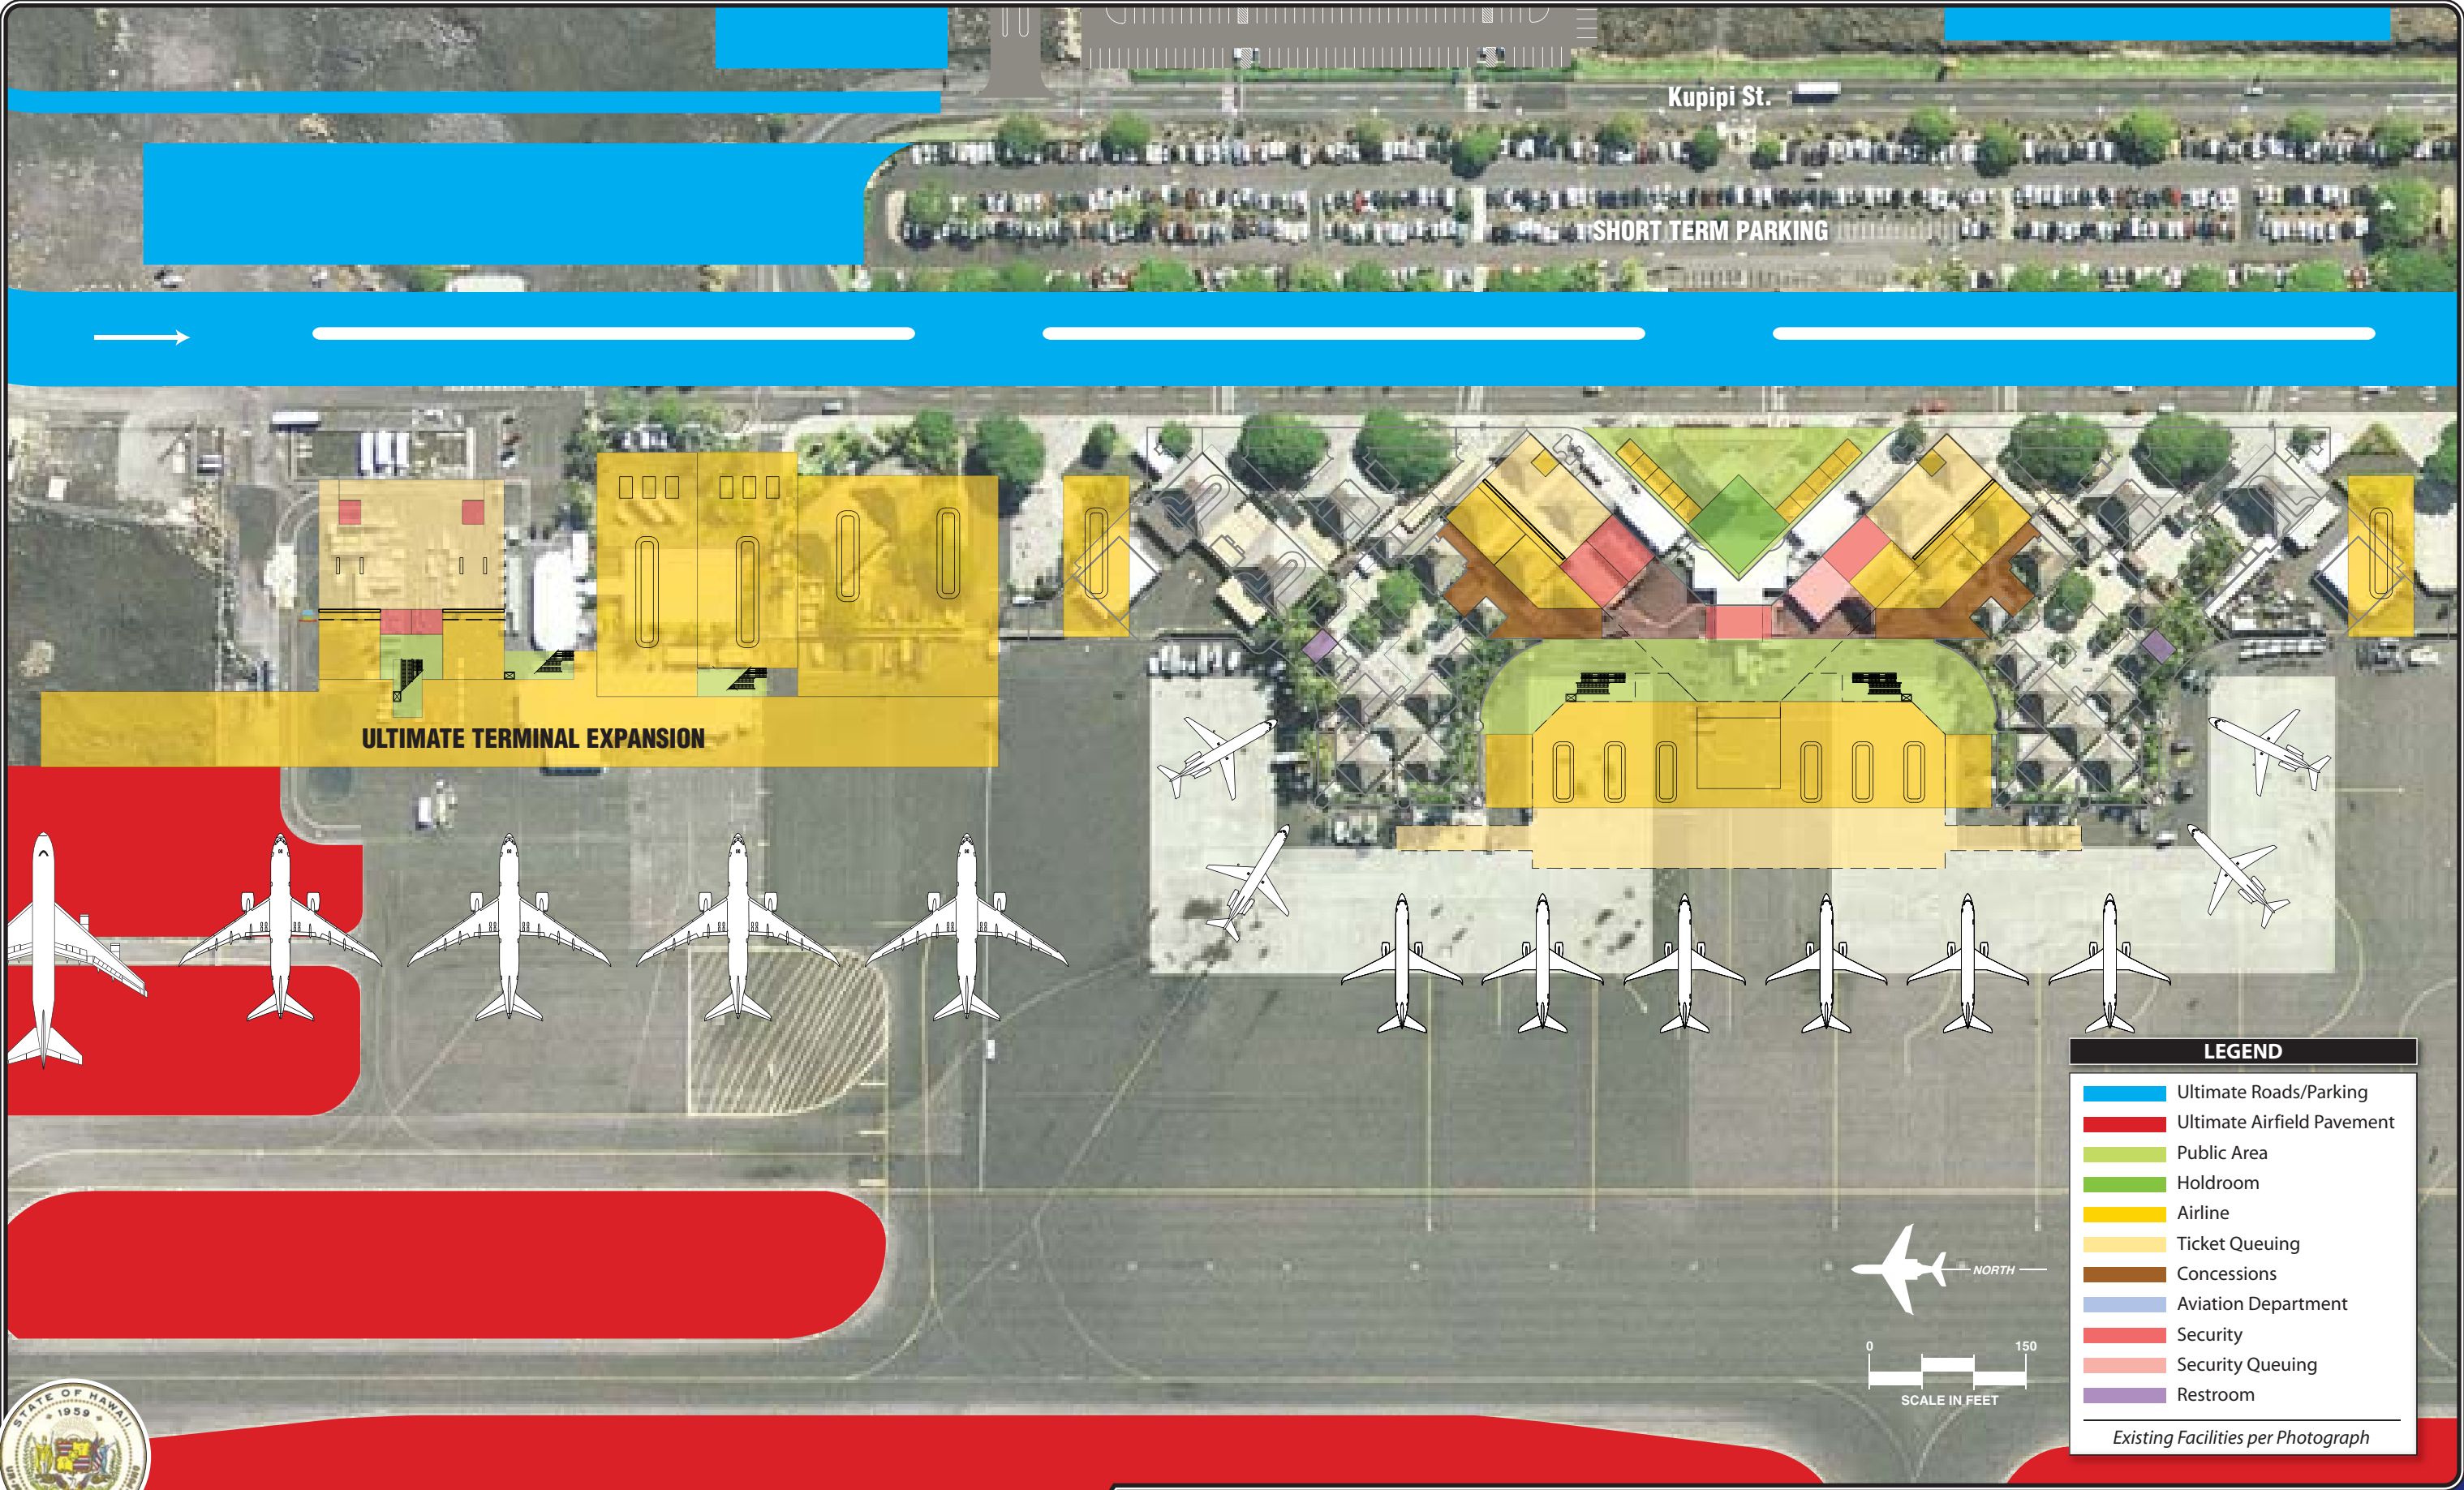 Kupipi St.
SHORT TERM PARKING
ULTIMATE TERMINAL EXPANSION
LEGEND
Ultimate Roads/Parking
Ultimate Airfield Pavement
Public Area
Holdroom
Airline
Ticket Queuing
Concessions
Aviation Department
Security
Security Queuing
Restroom
Existing Facilities per Photograph
NORTH
0 150
SCALE IN FEET
STATE OF HAWAII
1959